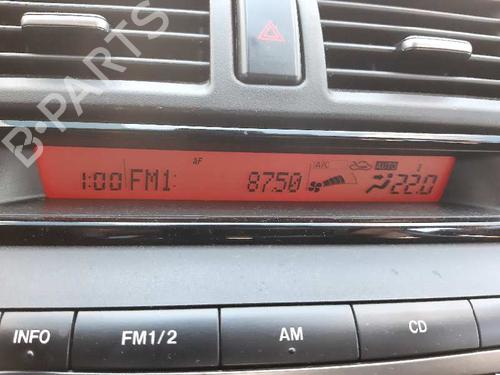 B-PARTS
AF A/C AUTO
1:00 FM1: 87.50 22.0
INFO FM1/2 AM CD